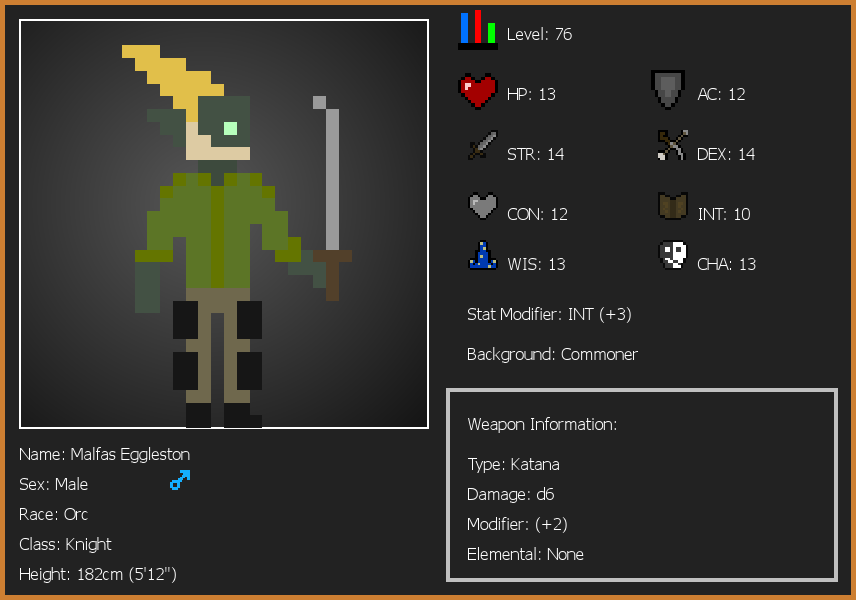 Level: 76
HP: 13
AC: 12
STR: 14
DEX: 14
CON: 12
INT: 10
WIS: 13
CHA: 13
Stat Modifier: INT (+3)
Background: Commoner
Weapon Information:
Type: Katana
Damage: d6
Modifier: (+2)
Elemental: None
Name: Malfas Eggleston
Sex: Male
Race: Orc
Class: Knight
Height: 182cm (5'12")